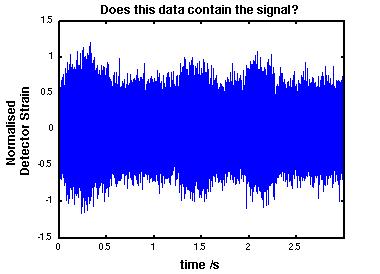 Does this data contain the signal?
1.5
1
0.5
0
-0.5
-1
-1.5
Normalised
Detector Strain
0 0.5 1 1.5 2 2.5
time /s